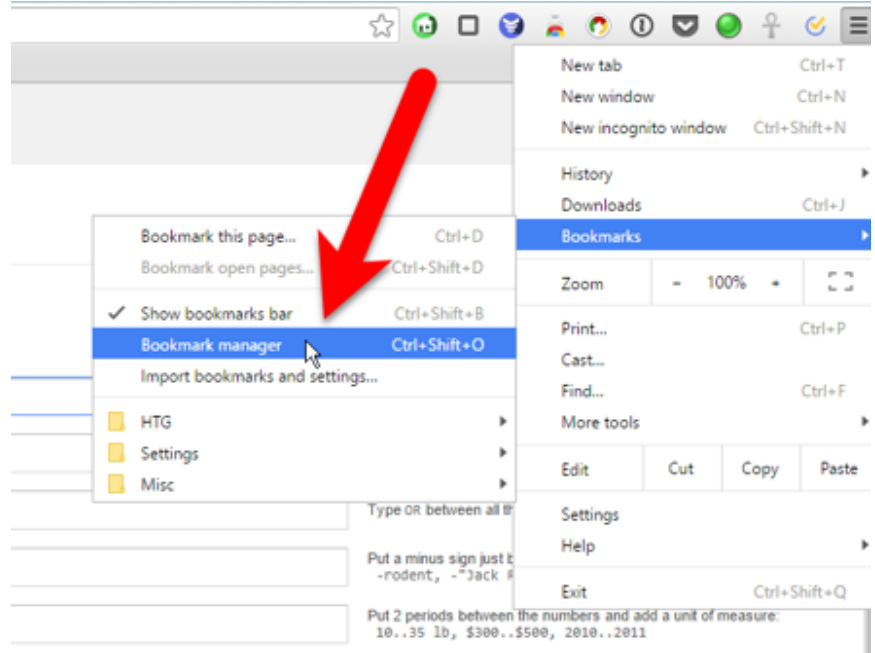 New tab Ctrl+T
New window Ctrl+N
New incognito window Ctrl+Shift+N
History
Downloads Ctrl+J
Bookmarks
Zoom - 100% +
Print... Ctrl+P
Cast...
Find... Ctrl+F
More tools
Edit Cut Copy Paste
Settings
Help
Exit Ctrl+Shift+Q
Bookmark this page... Ctrl+D
Bookmark open pages... Ctrl+Shift+D
Show bookmarks bar Ctrl+Shift+B
Bookmark manager Ctrl+Shift+O
Import bookmarks and settings...
HTG
Settings
Misc
Type OR between all
Put a minus sign just
-rodent, -"Jack
Put 2 periods between the numbers and add a unit of measure:
10..35 lb, $300..$500, 2010..2011